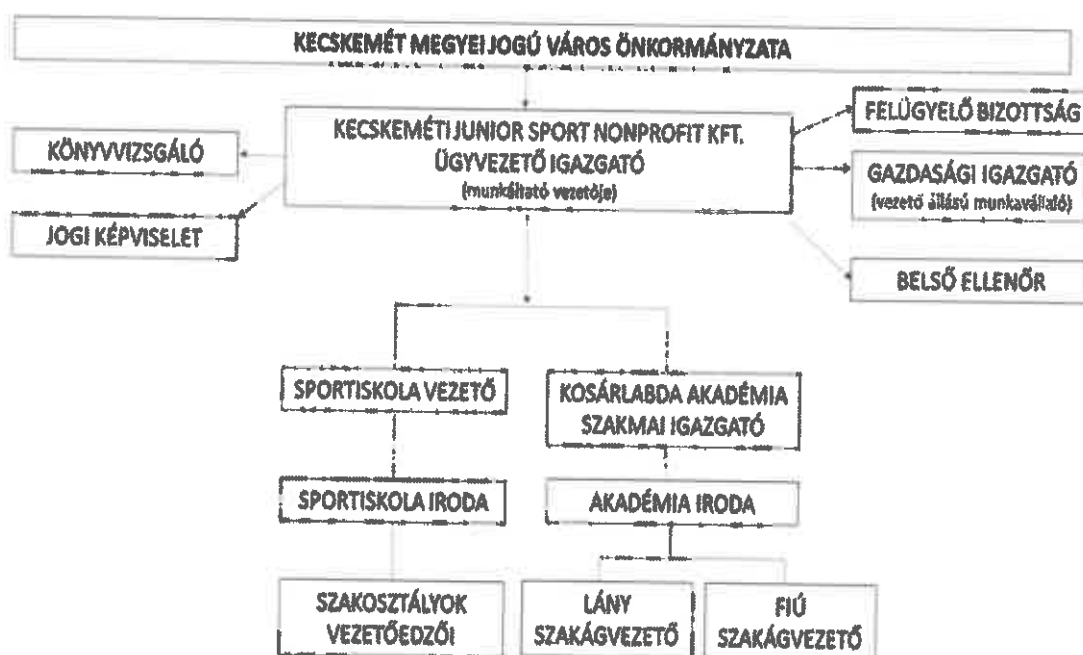 KECSKEMÉT MEGYEI JOGÚ VÁROS ÖNKORMÁNYZATA
KECSKEMÉTI JUNIOR SPORT NONPROFIT KFT.
ÜGYVEZETŐ IGAZGATÓ
(munkáltató vezetője)
KÖNYVVIZSGÁLÓ
JOGI KÉPVISELET
FELÜGYELŐ BIZOTTSÁG
GAZDASÁGI IGAZGATÓ
(vezető állású munkavállaló)
BELSŐ ELLENŐR
SPORTISKOLA VEZETŐ
KOSÁRLABDA AKADÉMIA
SZAKMAI IGAZGATÓ
SPORTISKOLA IRODA
AKADÉMIA IRODA
SZAKOSZTÁLYOK
VEZETŐEDZŐI
LÁNY
SZAKÁGVEZETŐ
FIÚ
SZAKÁGVEZETŐ